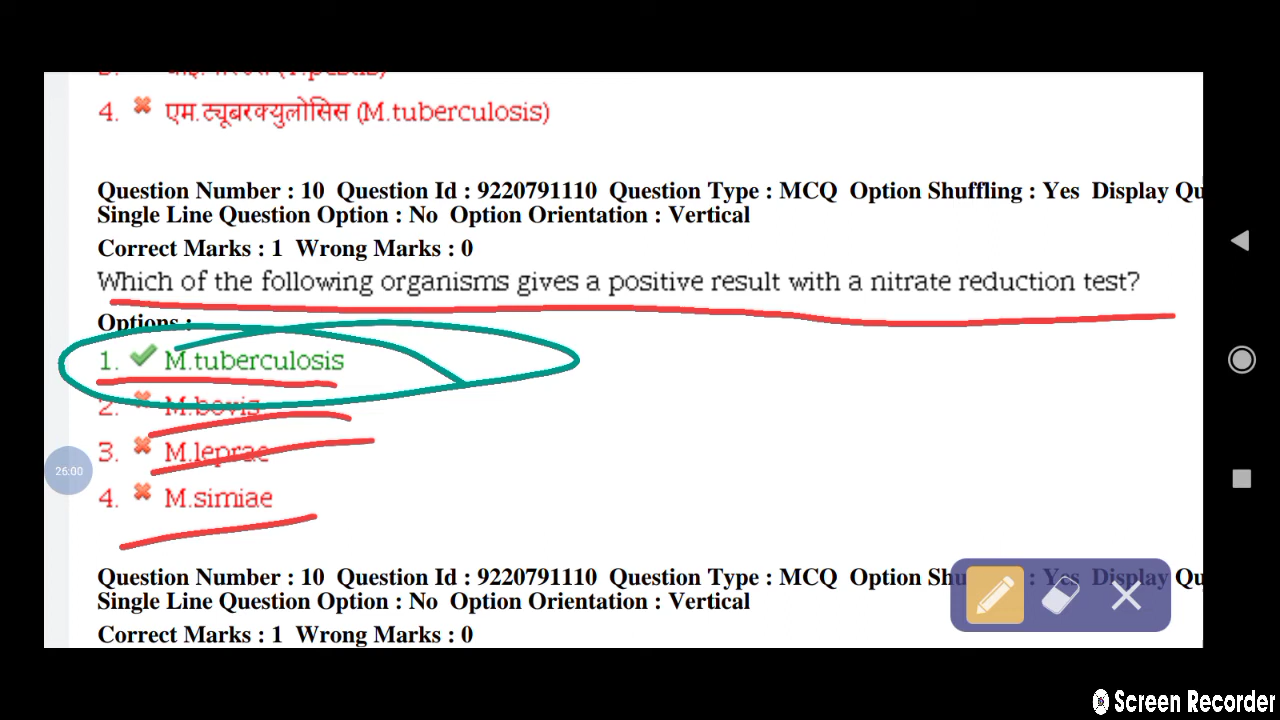 4. एम.ट्यूबरक्युलोसिस (M.tuberculosis)
Question Number : 10 Question Id : 9220791110 Question Type : MCQ Option Shuffling : Yes Display Qu
Single Line Question Option : No Option Orientation : Vertical
Correct Marks : 1 Wrong Marks : 0
Which of the following organisms gives a positive result with a nitrate reduction test?
Options :
1. M.tuberculosis
2. M.bovis
3. M.leprae
26:00
4. M.simiae
Question Number : 10 Question Id : 9220791110 Question Type : MCQ Option Shu : Yes Display Qu
Single Line Question Option : No Option Orientation : Vertical
Correct Marks : 1 Wrong Marks : 0
Screen Recorder